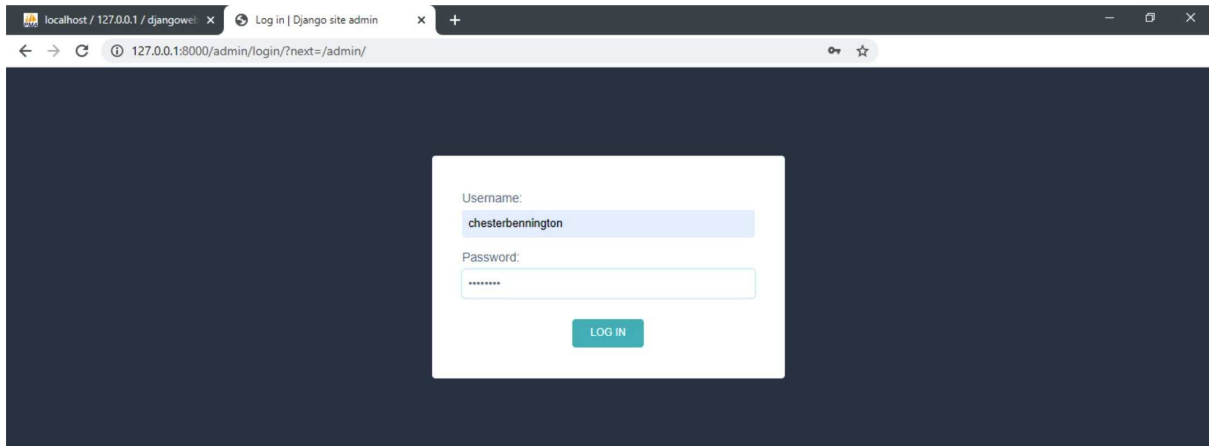 localhost / 127.0.0.1 / djangoweb
Log in | Django site admin
127.0.0.1:8000/admin/login/?next=/admin/
Username:
chesterbennington
Password:
••••••••
LOG IN